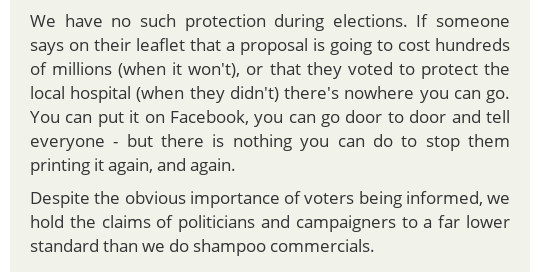 We have no such protection during elections. If someone
says on their leaflet that a proposal is going to cost hundreds
of millions (when it won't), or that they voted to protect the
local hospital (when they didn't) there's nowhere you can go.
You can put it on Facebook, you can go door to door and tell
everyone - but there is nothing you can do to stop them
printing it again, and again.
Despite the obvious importance of voters being informed, we
hold the claims of politicians and campaigners to a far lower
standard than we do shampoo commercials.